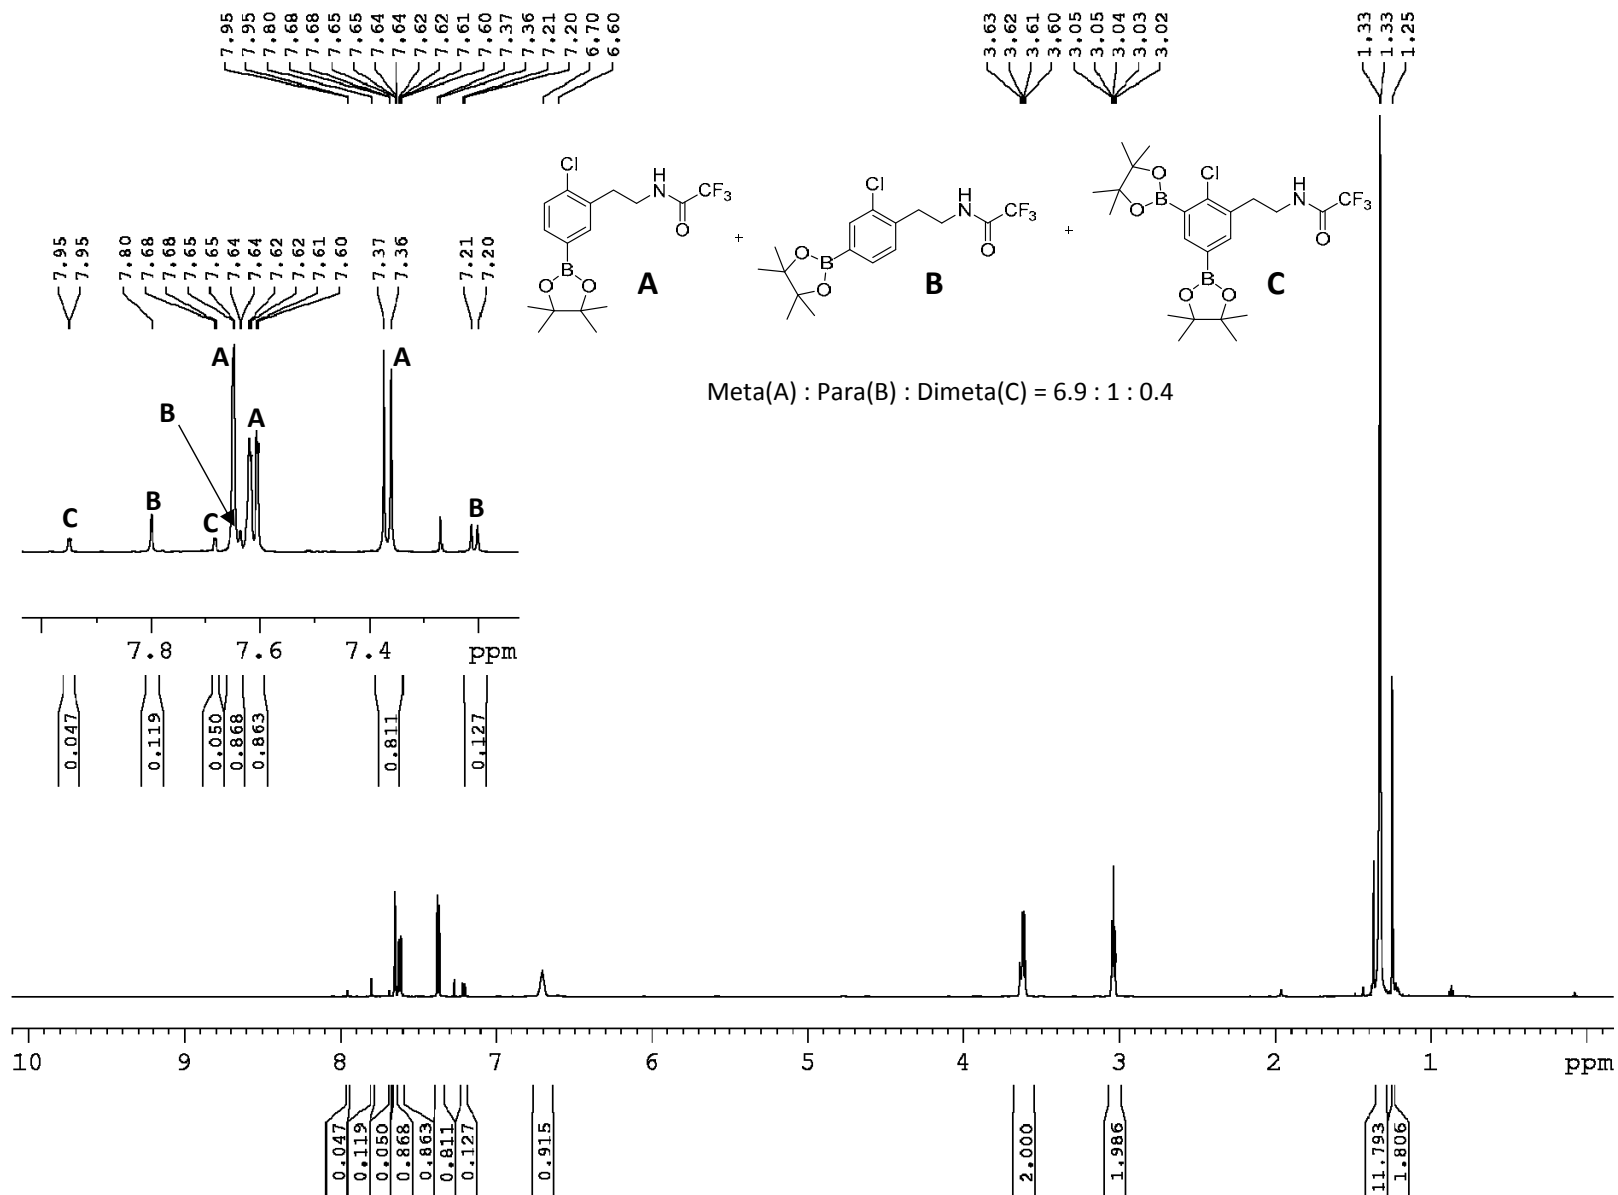 7.95 7.95 7.80 7.68 7.68 7.65 7.65 7.64 7.64 7.62 7.62 7.61 7.60 7.37 7.36 7.21 7.20 6.70 6.60
3.63 3.62 3.61 3.60 3.05 3.05 3.04 3.03 3.02
1.33 1.33 1.25
7.95 7.95 7.80 7.68 7.68 7.65 7.65 7.64 7.64 7.62 7.62 7.61 7.60 7.37 7.36 7.21 7.20
Cl
H
N
CF3
O
B
O O
A
+
Cl
H
N
CF3
O
O
B
O
B
+
O
B
O
Cl
H
N
CF3
O
B
O O
C
Meta(A) : Para(B) : Dimeta(C) = 6.9 : 1 : 0.4
A A
B A
C B C B
7.8 7.6 7.4 ppm
0.047 0.119 0.050 0.868 0.863 0.811 0.127
10 9 8 7 6 5 4 3 2 1 ppm
0.047 0.119 0.050 0.868 0.863 0.811 0.127 0.915 2.000 1.986 11.793 1.806